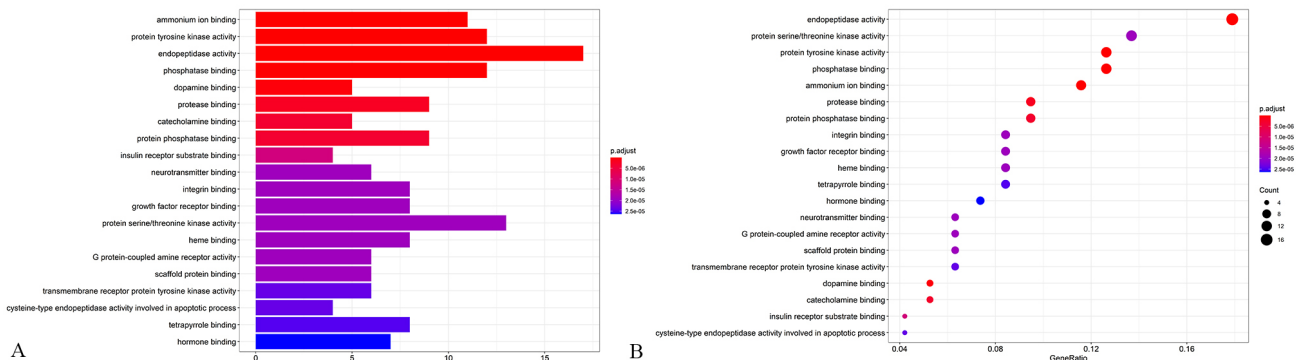 ammonium ion binding
protein tyrosine kinase activity
endopeptidase activity
phosphatase binding
dopamine binding
protease binding
catecholamine binding
protein phosphatase binding
insulin receptor substrate binding
neurotransmitter binding
integrin binding
growth factor receptor binding
protein serine/threonine kinase activity
heme binding
G protein-coupled amine receptor activity
scaffold protein binding
transmembrane receptor protein tyrosine kinase activity
cysteine-type endopeptidase activity involved in apoptotic process
tetrapyrrole binding
hormone binding
0 5 10 15
p.adjust
5.0e-06
1.0e-05
2.0e-05
2.5e-05
A
endopeptidase activity
protein serine/threonine kinase activity
protein tyrosine kinase activity
phosphatase binding
ammonium ion binding
protease binding
protein phosphatase binding
integrin binding
growth factor receptor binding
heme binding
tetrapyrrole binding
hormone binding
neurotransmitter binding
G protein-coupled amine receptor activity
scaffold protein binding
transmembrane receptor protein tyrosine kinase activity
dopamine binding
catecholamine binding
insulin receptor substrate binding
cysteine-type endopeptidase activity involved in apoptotic process
0.04 0.08 0.12 0.16
GeneRatio
p.adjust
5.0e-06
1.0e-05
2.0e-05
2.5e-05
Count
4
8
12
16
B